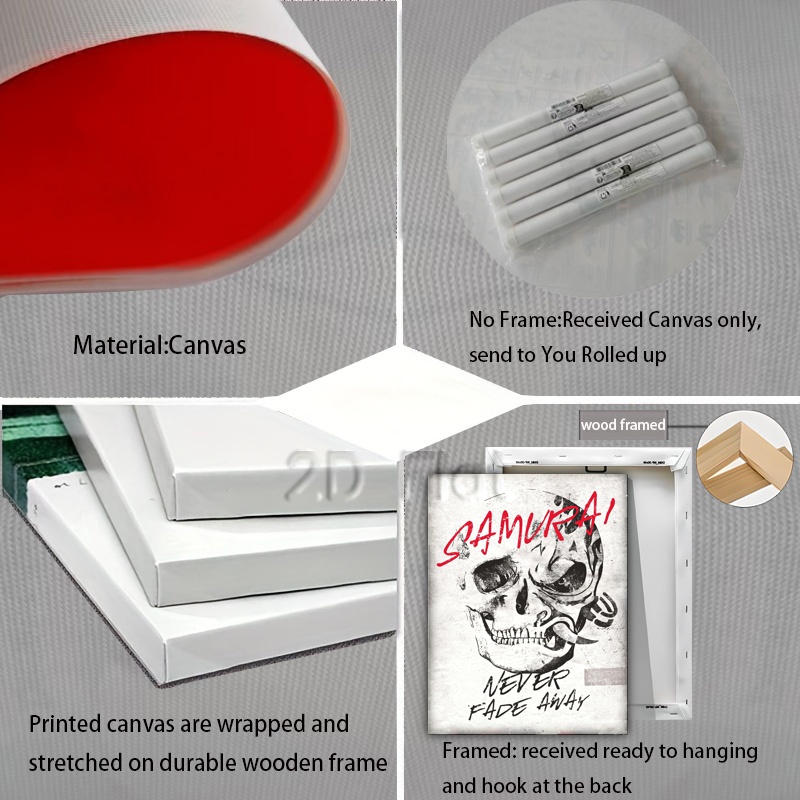 Material:Canvas
No Frame:Received Canvas only,
send to You Rolled up
2D Flat
Printed canvas are wrapped and
stretched on durable wooden frame
wood framed
SAMURAI
NEVER
FADE AWAY
Framed: received ready to hanging
and hook at the back